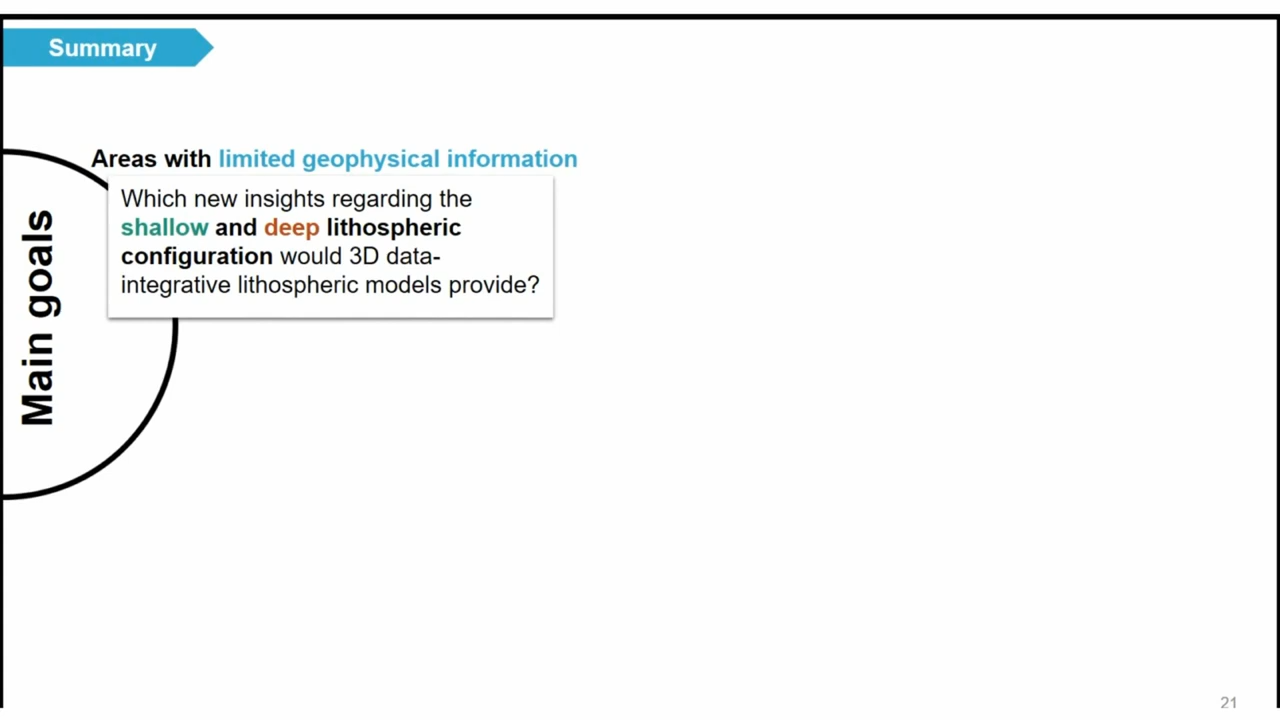 Summary
Areas with limited geophysical information
Which new insights regarding the
shallow and deep lithospheric
configuration would 3D data-
integrative lithospheric models provide?
Main goals
21